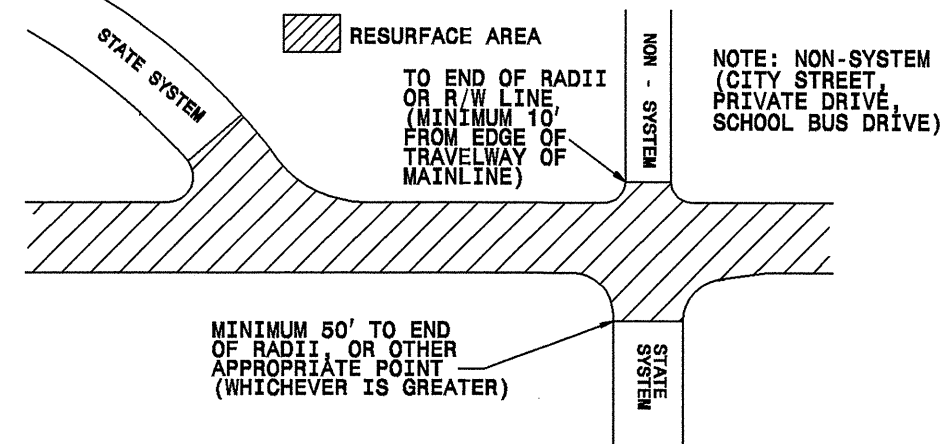 STATE SYSTEM
RESURFACE AREA
TO END OF RADII
OR R/W LINE,
(MINIMUM 10'
FROM EDGE OF
TRAVELWAY OF
MAINLINE)
NON - SYSTEM
NOTE: NON-SYSTEM
(CITY STREET,
PRIVATE DRIVE,
SCHOOL BUS DRIVE)
MINIMUM 50' TO END
OF RADII, OR OTHER
APPROPRIATE POINT
(WHICHEVER IS GREATER)
STATE
SYSTEM